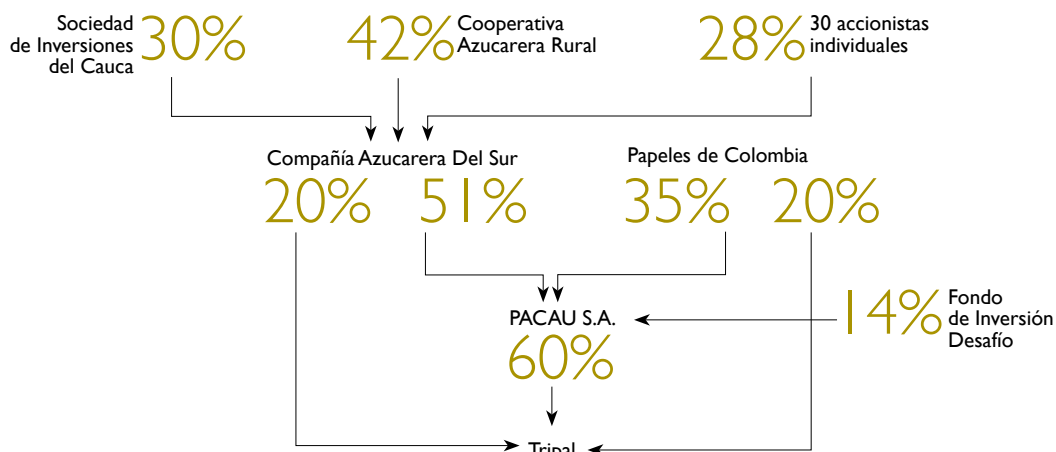 Sociedad
de Inversiones
del Cauca
30%
42%
Cooperativa
Azucarera Rural
28%
30 accionistas
individuales
Compañía Azucarera Del Sur
20%
51%
Papeles de Colombia
35%
20%
PACAU S.A.
60%
14%
Fondo
de Inversión
Desafío
Tripal